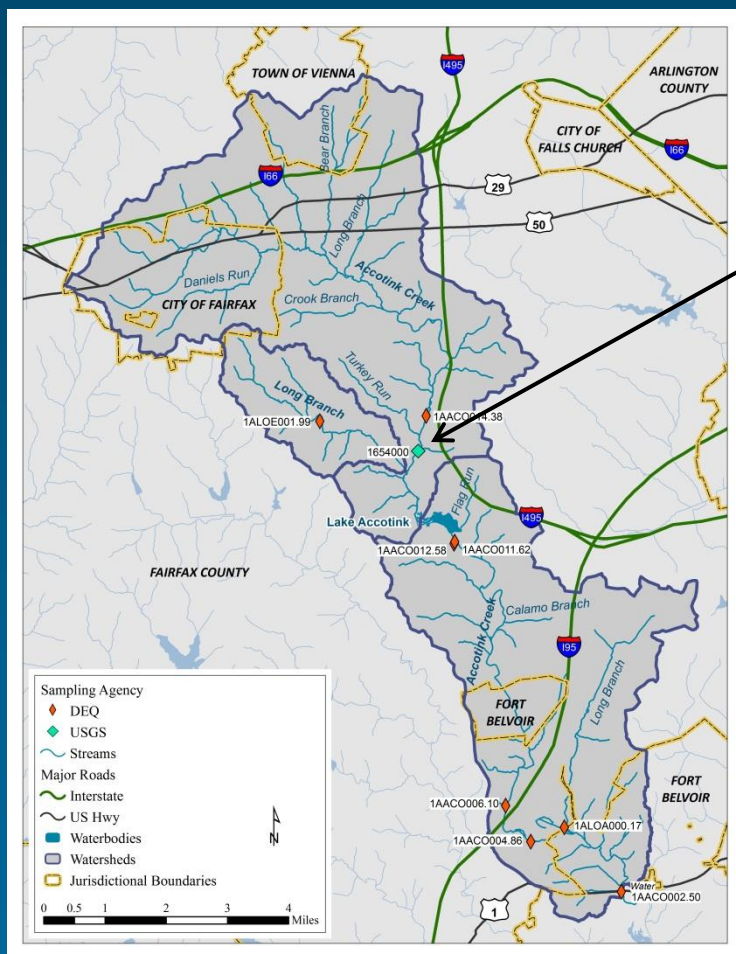 I495
TOWN OF VIENNA
ARLINGTON
COUNTY
CITY OF
FALLS CHURCH
I66
Bear Branch
I66
29
50
Long Branch
Daniels Run
Accotink Creek
CITY OF FAIRFAX
Crook Branch
Turkey Run
Long Branch
1ALOE001.99
1AACO014.38
1654000
Flag Run
Lake Accotink
I495
1AACO012.58
1AACO011.62
FAIRFAX COUNTY
Accotink Creek
Calamo Branch
I95
Long Branch
FORT
BELVOIR
FORT
BELVOIR
1AACO006.10
1ALOA000.17
1AACO004.86
Water
1AACO002.50
1
Sampling Agency
DEQ
USGS
Streams
Major Roads
Interstate
US Hwy
Waterbodies
Watersheds
Jurisdictional Boundaries
N
0 0.5 1 2 3 4
Miles